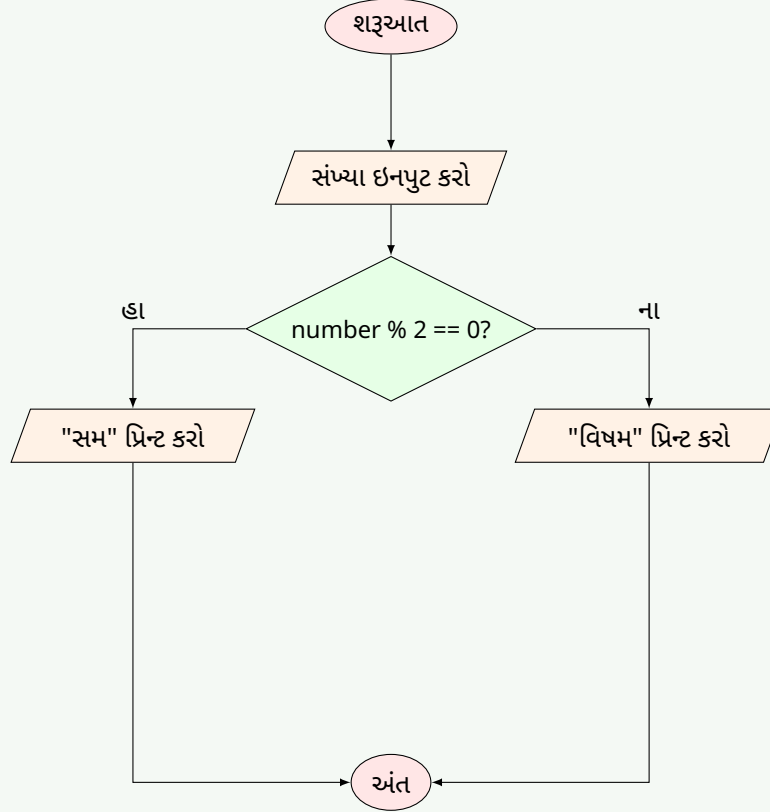 શરૂઆત
સંખ્યા ઇનપુટ કરો
number % 2 == 0?
હા
ના
"સમ" પ્રિન્ટ કરો
"વિષમ" પ્રિન્ટ કરો
અંત